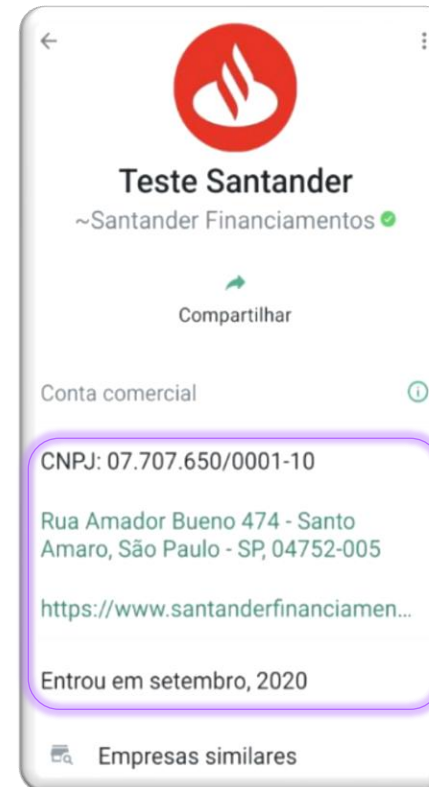 Teste Santander
~Santander Financiamentos
Compartilhar
Conta comercial
CNPJ: 07.707.650/0001-10
Rua Amador Bueno 474 - Santo
Amaro, São Paulo - SP, 04752-005
https://www.santanderfinanciamen...
Entrou em setembro, 2020
Empresas similares